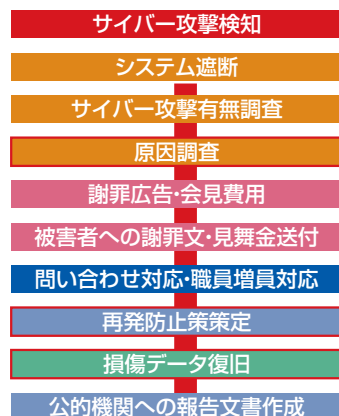 サイバー攻撃検知
システム遮断
サイバー攻撃有無調査
原因調査
謝罪広告・会見費用
被害者への謝罪文・見舞金送付
問い合わせ対応・職員増員対応
再発防止策策定
損傷データ復旧
公的機関への報告文書作成